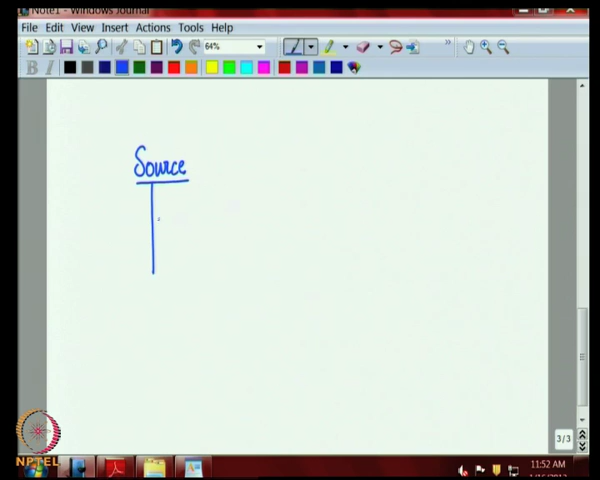 Note1 - Windows Journal
File Edit View Insert Actions Tools Help
64%
B I
Source
3/3
NPTEL
11:52 AM